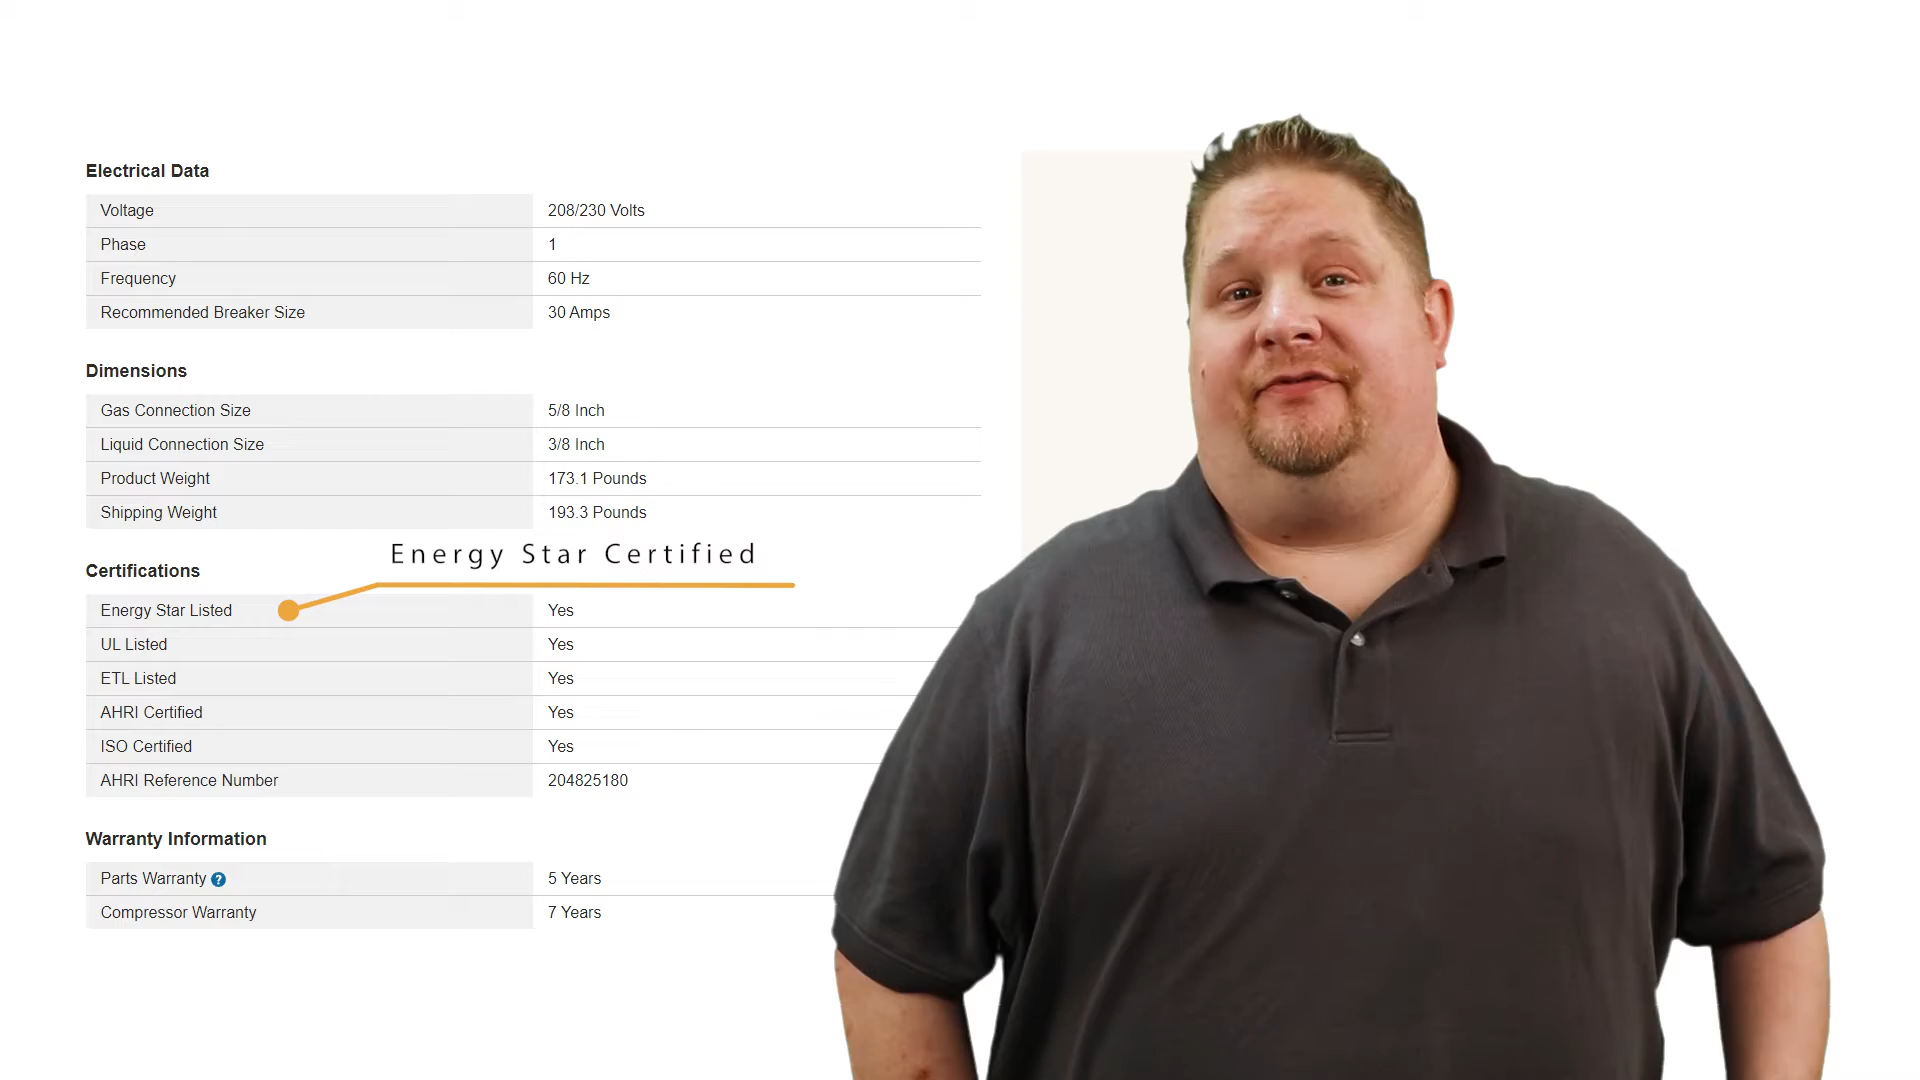 Electrical Data
Voltage 208/230 Volts
Phase 1
Frequency 60 Hz
Recommended Breaker Size 30 Amps
Dimensions
Gas Connection Size 5/8 Inch
Liquid Connection Size 3/8 Inch
Product Weight 173.1 Pounds
Shipping Weight 193.3 Pounds
Energy Star Certified
Certifications
Energy Star Listed Yes
UL Listed Yes
ETL Listed Yes
AHRI Certified Yes
ISO Certified Yes
AHRI Reference Number 204825180
Warranty Information
Parts Warranty ? 5 Years
Compressor Warranty 7 Years